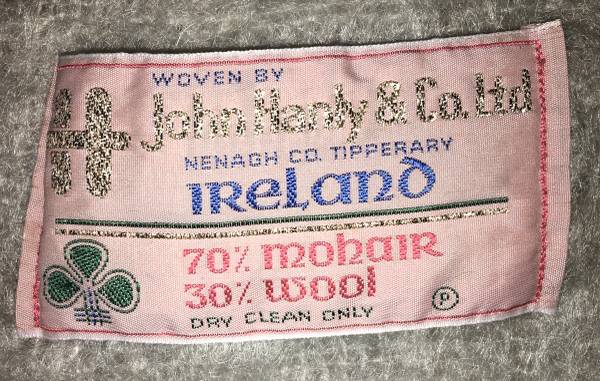 WOVEN BY
H John Hanly & Co. Ltd
NENAGH CO. TIPPERARY
IRELAND
70% mohair
30% wool
DRY CLEAN ONLY P